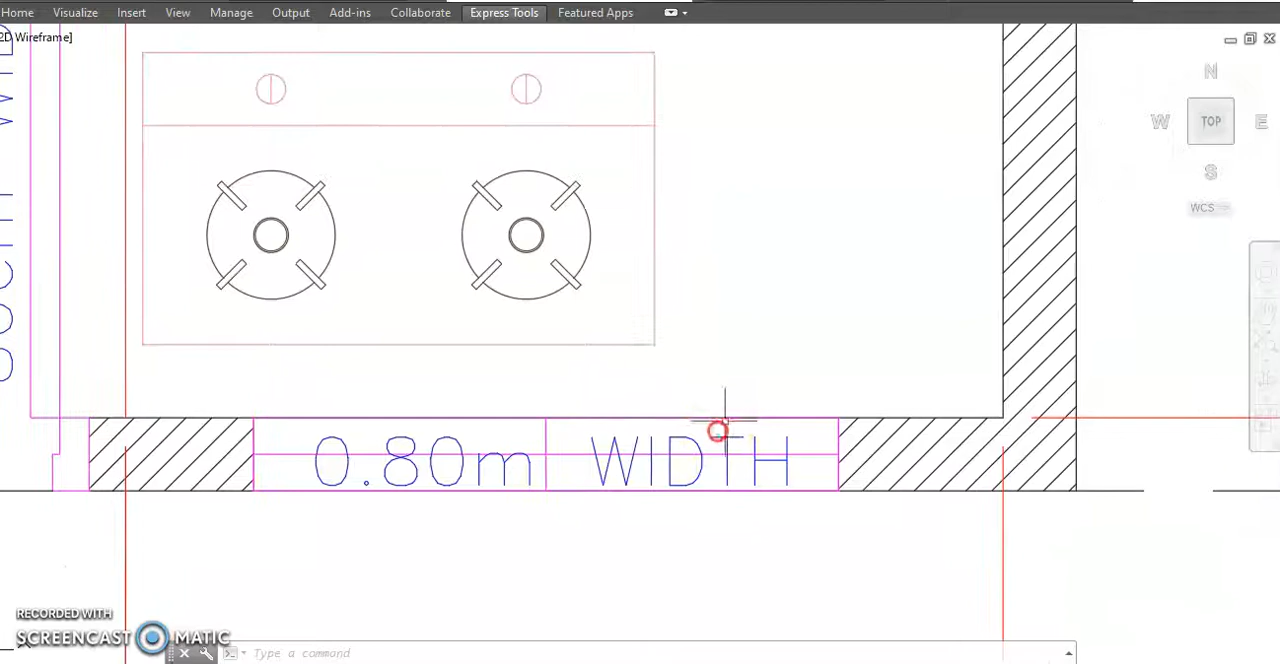 Home Visualize Insert View Manage Output Add-ins Collaborate Express Tools Featured Apps
2D Wireframe]
N
W TOP E
S
WCS
0.80m WIDTH
RECORDED WITH
SCREENCAST MATIC
Type a command